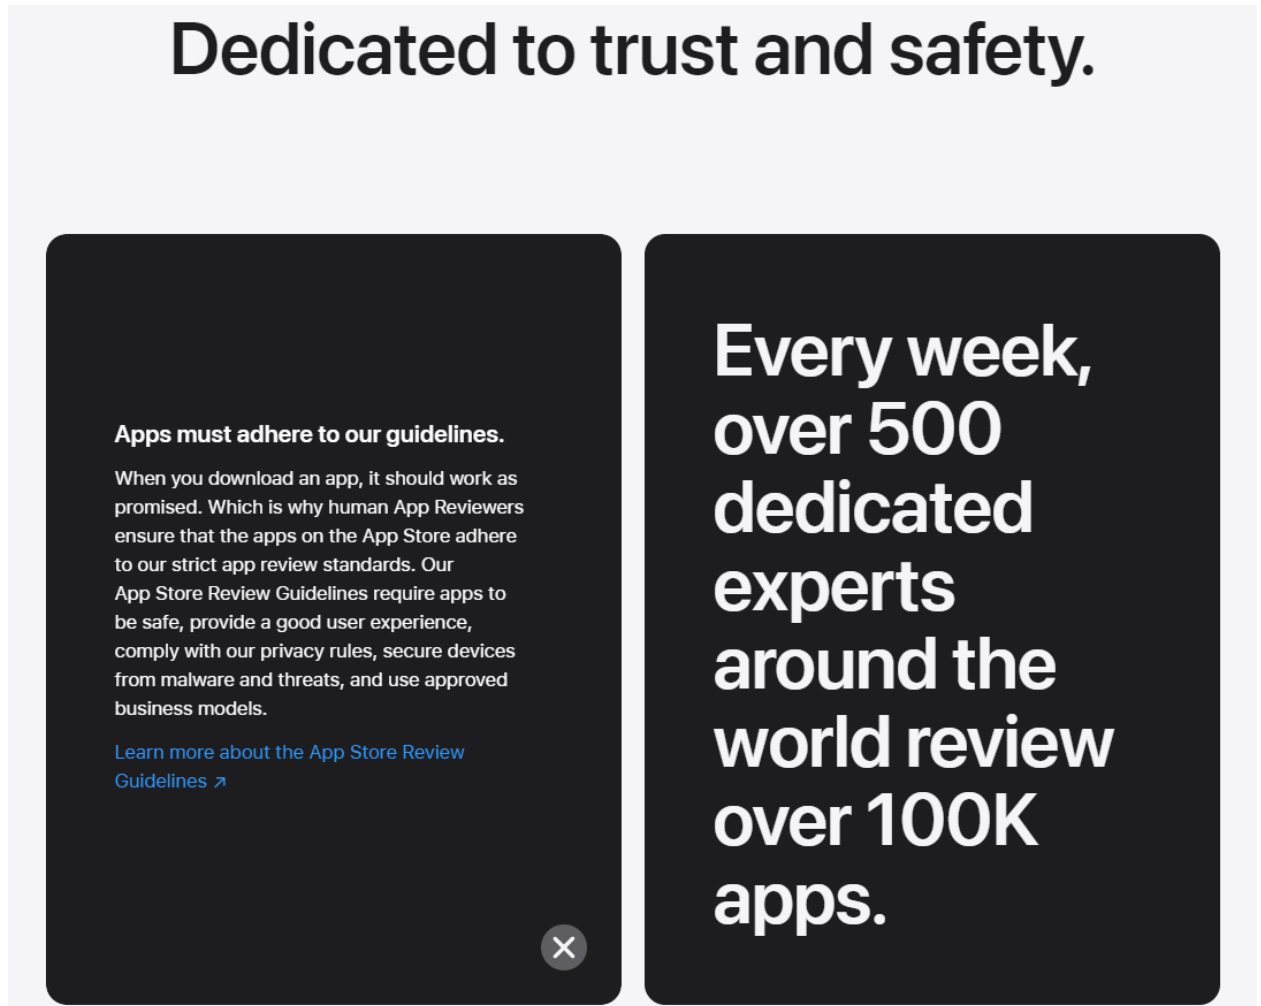 Dedicated to trust and safety.
Apps must adhere to our guidelines.
When you download an app, it should work as
promised. Which is why human App Reviewers
ensure that the apps on the App Store adhere
to our strict app review standards. Our
App Store Review Guidelines require apps to
be safe, provide a good user experience,
comply with our privacy rules, secure devices
from malware and threats, and use approved
business models.
Learn more about the App Store Review
Guidelines ↗
Every week,
over 500
dedicated
experts
around the
world review
over 100K
apps.